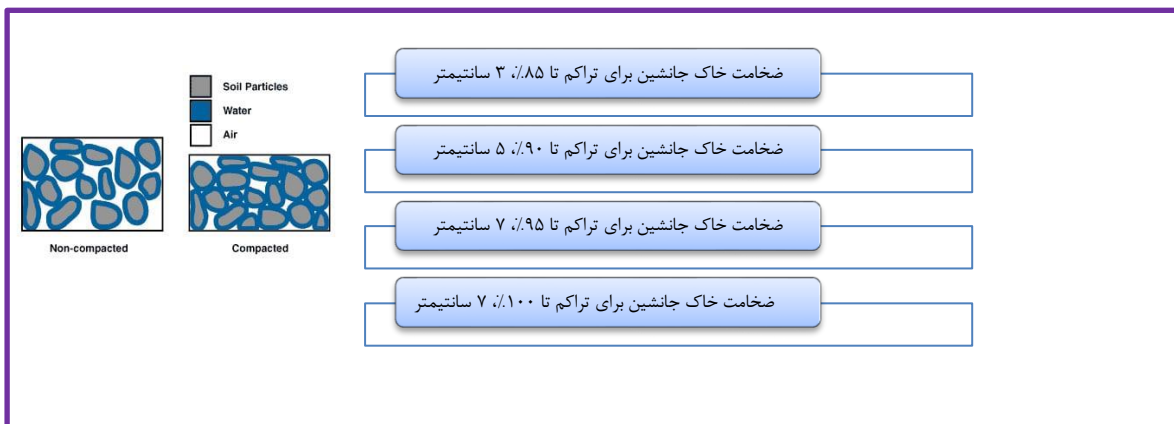 Soil Particles
Water
Air
Non-compacted
Compacted
ضخامت خاک جانشین برای تراکم تا ۸۵٪، ۳ سانتیمتر
ضخامت خاک جانشین برای تراکم تا ۹۰٪، ۵ سانتیمتر
ضخامت خاک جانشین برای تراکم تا ۹۵٪، ۷ سانتیمتر
ضخامت خاک جانشین برای تراکم تا ۱۰۰٪، ۷ سانتیمتر